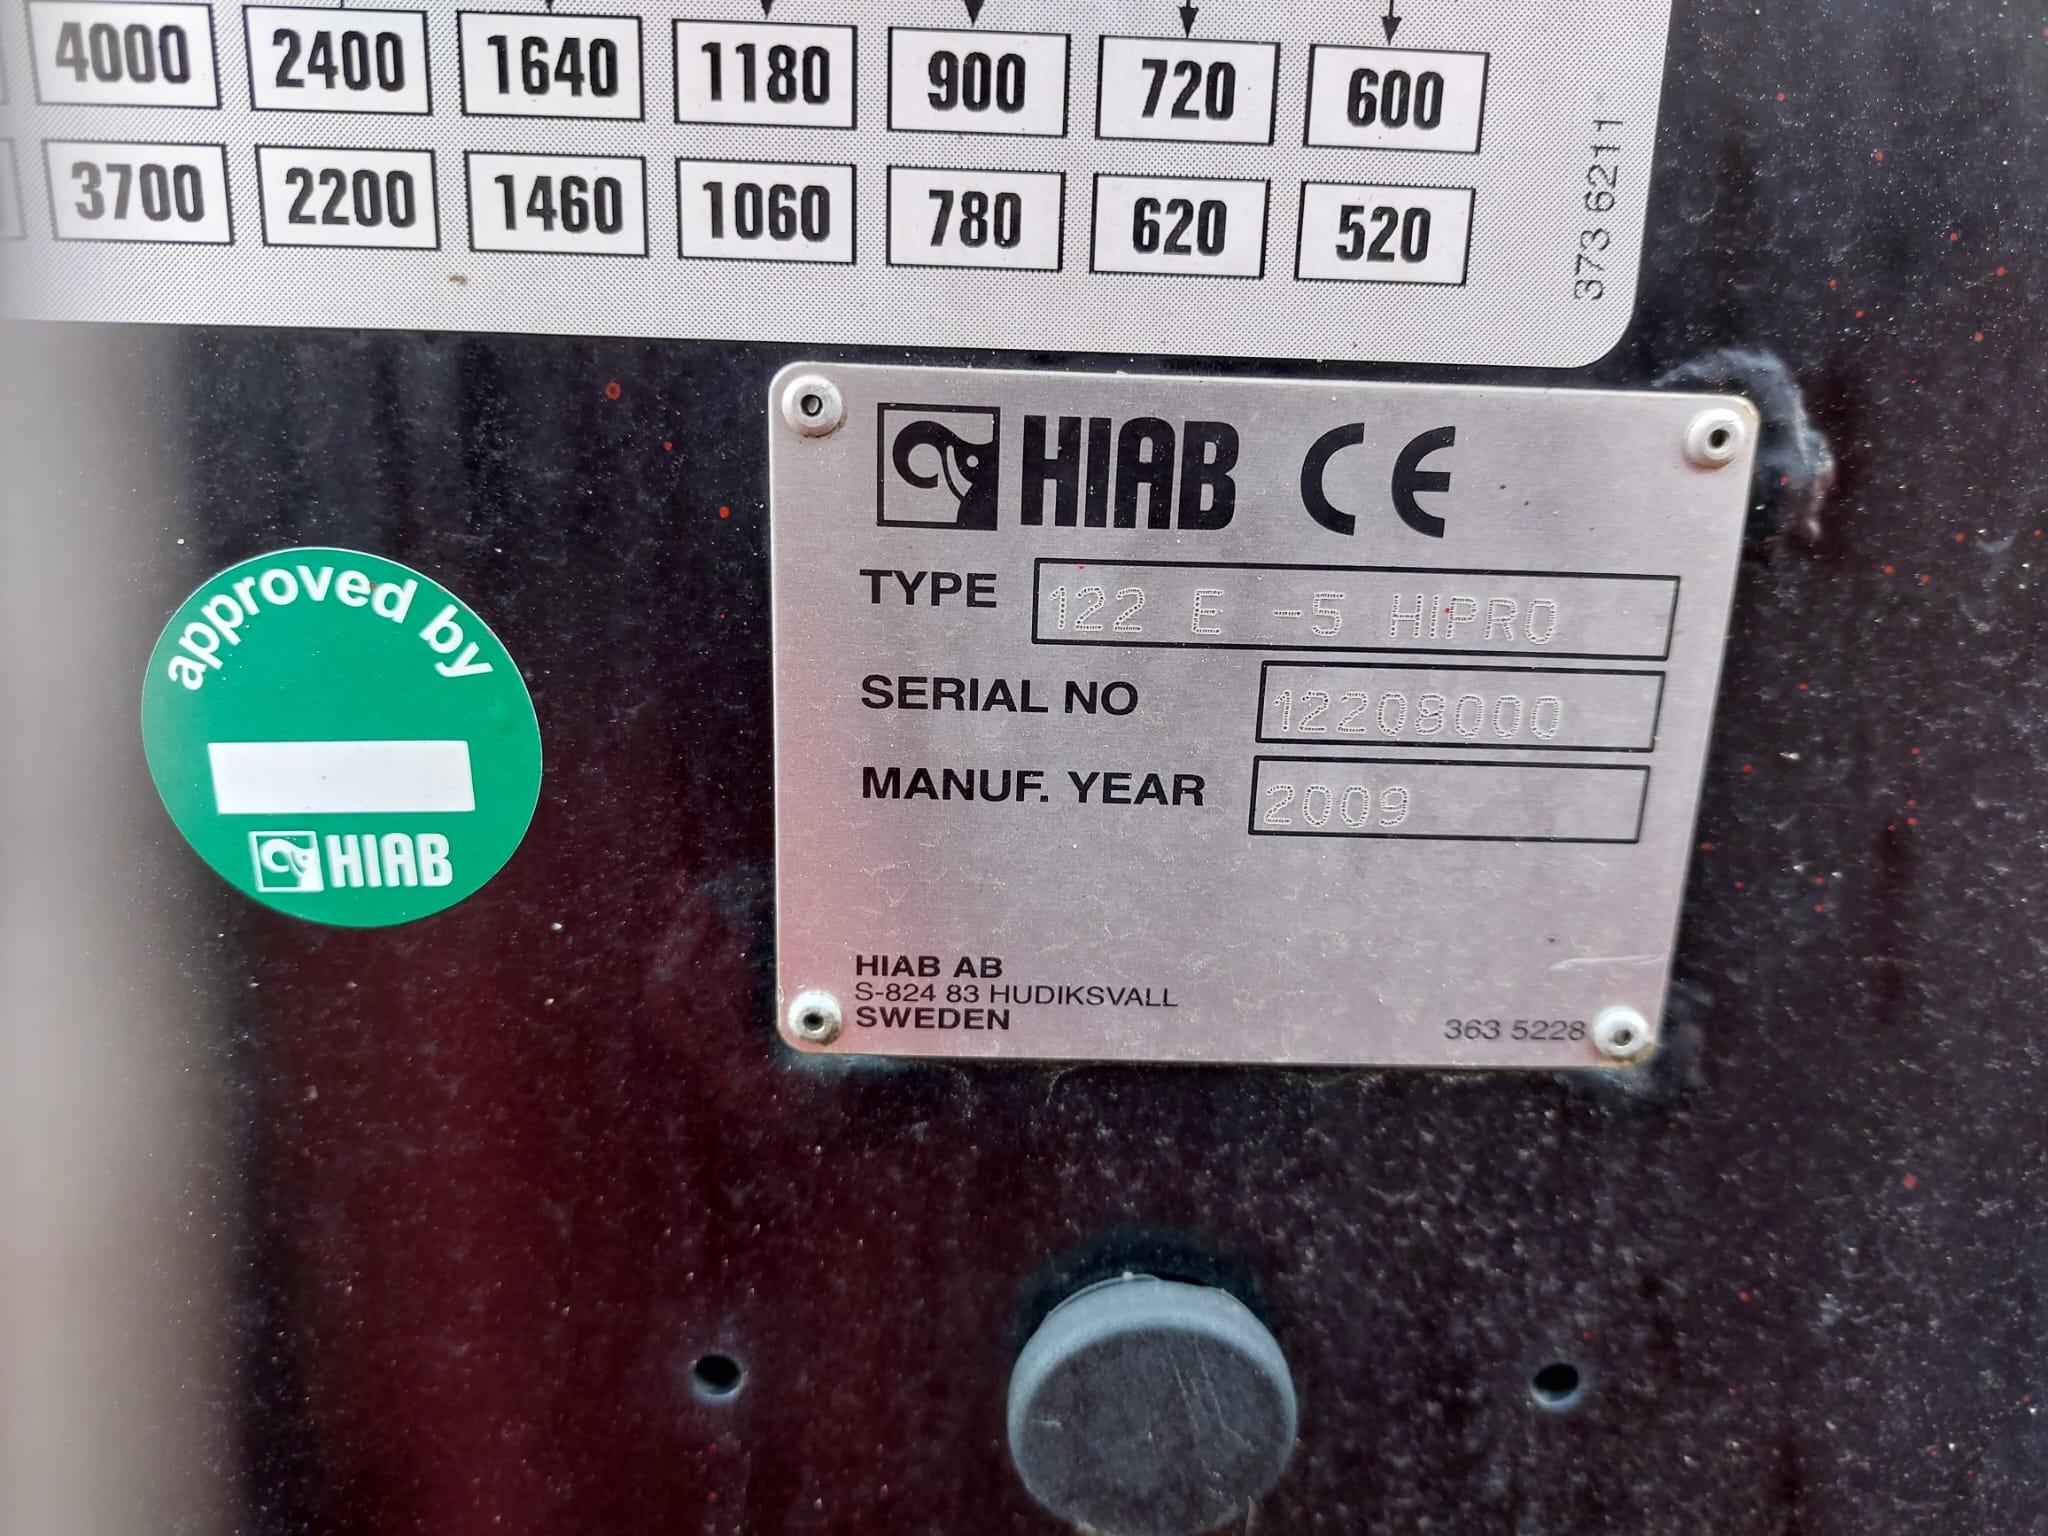 4000 2400 1640 1180 900 720 600
3700 2200 1460 1060 780 620 520
373 6211
approved by
HIAB
HIAB CE
TYPE 122 E -5 HIPRO
SERIAL NO 12208000
MANUF. YEAR 2009
HIAB AB
S-824 83 HUDIKSVALL
SWEDEN
363 5228